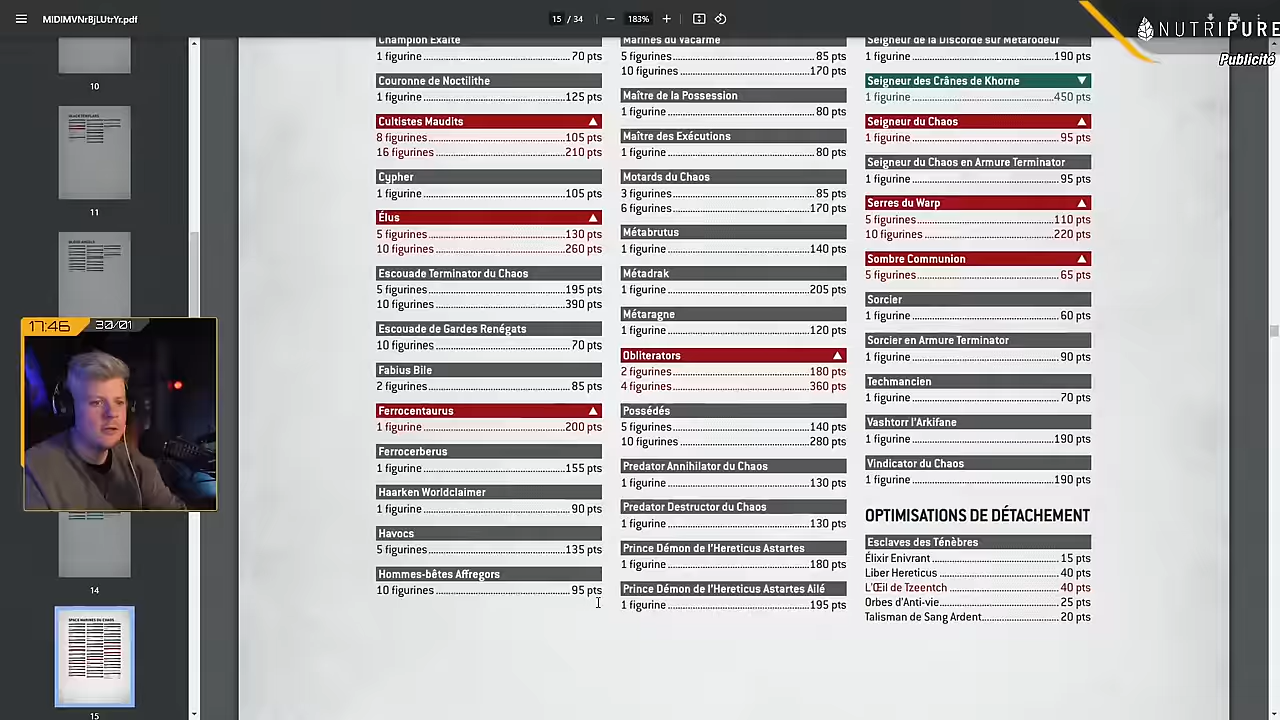 MIDIMVNrBjLUtrYr.pdf
15 / 34
183%
NUTRIPURE
Publicité
10
11
14
15
17:46 30/01
Champion Exalté
1 figurine 70 pts
Couronne de Noctilithe
1 figurine 125 pts
Cultistes Maudits ▲
8 figurines 105 pts
16 figurines 210 pts
Cypher
1 figurine 105 pts
Élus ▲
5 figurines 130 pts
10 figurines 260 pts
Escouade Terminator du Chaos
5 figurines 195 pts
10 figurines 390 pts
Escouade de Gardes Renégats
10 figurines 70 pts
Fabius Bile
2 figurines 85 pts
Ferrocentaurus ▲
1 figurine 200 pts
Ferrocerberus
1 figurine 155 pts
Haarken Worldclaimer
1 figurine 90 pts
Havocs
5 figurines 135 pts
Hommes-bêtes Affregors
10 figurines 95 pts
Marines du Vacarme
5 figurines 85 pts
10 figurines 170 pts
Maître de la Possession
1 figurine 80 pts
Maître des Exécutions
1 figurine 80 pts
Motards du Chaos
3 figurines 85 pts
6 figurines 170 pts
Métabrutus
1 figurine 140 pts
Métadrak
1 figurine 205 pts
Métaragne
1 figurine 120 pts
Obliterators ▲
2 figurines 180 pts
4 figurines 360 pts
Possédés
5 figurines 140 pts
10 figurines 280 pts
Predator Annihilator du Chaos
1 figurine 130 pts
Predator Destructor du Chaos
1 figurine 130 pts
Prince Démon de l'Hereticus Astartes
1 figurine 180 pts
Prince Démon de l'Hereticus Astartes Ailé
1 figurine 195 pts
Seigneur de la Discorde sur Métarodeur
1 figurine 190 pts
Seigneur des Crânes de Khorne ▼
1 figurine 450 pts
Seigneur du Chaos ▲
1 figurine 95 pts
Seigneur du Chaos en Armure Terminator
1 figurine 95 pts
Serres du Warp ▲
5 figurines 110 pts
10 figurines 220 pts
Sombre Communion ▲
5 figurines 65 pts
Sorcier
1 figurine 60 pts
Sorcier en Armure Terminator
1 figurine 90 pts
Techmancien
1 figurine 70 pts
Vashtorr l'Arkifane
1 figurine 190 pts
Vindicator du Chaos
1 figurine 190 pts
OPTIMISATIONS DE DÉTACHEMENT
Esclaves des Ténèbres
Élixir Enivrant 15 pts
Liber Hereticus 40 pts
L'Œil de Tzeentch 40 pts
Orbes d'Anti-vie 25 pts
Talisman de Sang Ardent 20 pts